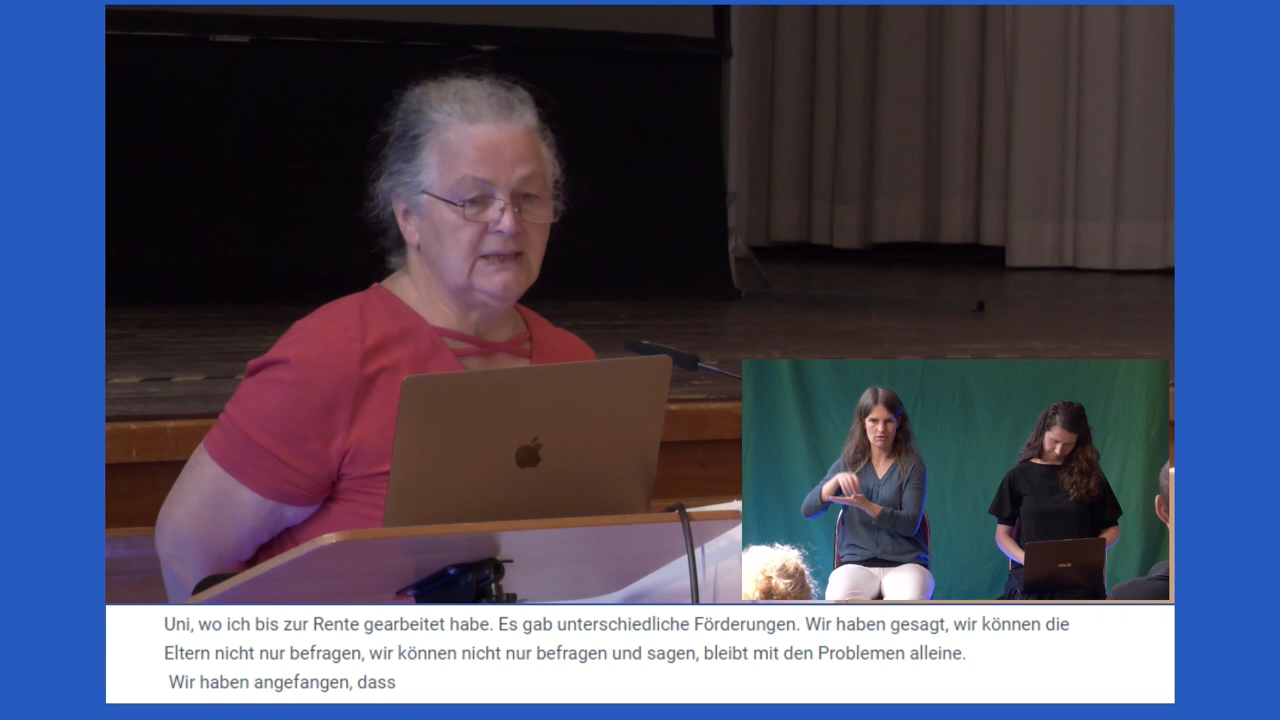 ASUS
Uni, wo ich bis zur Rente gearbeitet habe. Es gab unterschiedliche Förderungen. Wir haben gesagt, wir können die
Eltern nicht nur befragen, wir können nicht nur befragen und sagen, bleibt mit den Problemen alleine.
Wir haben angefangen, dass